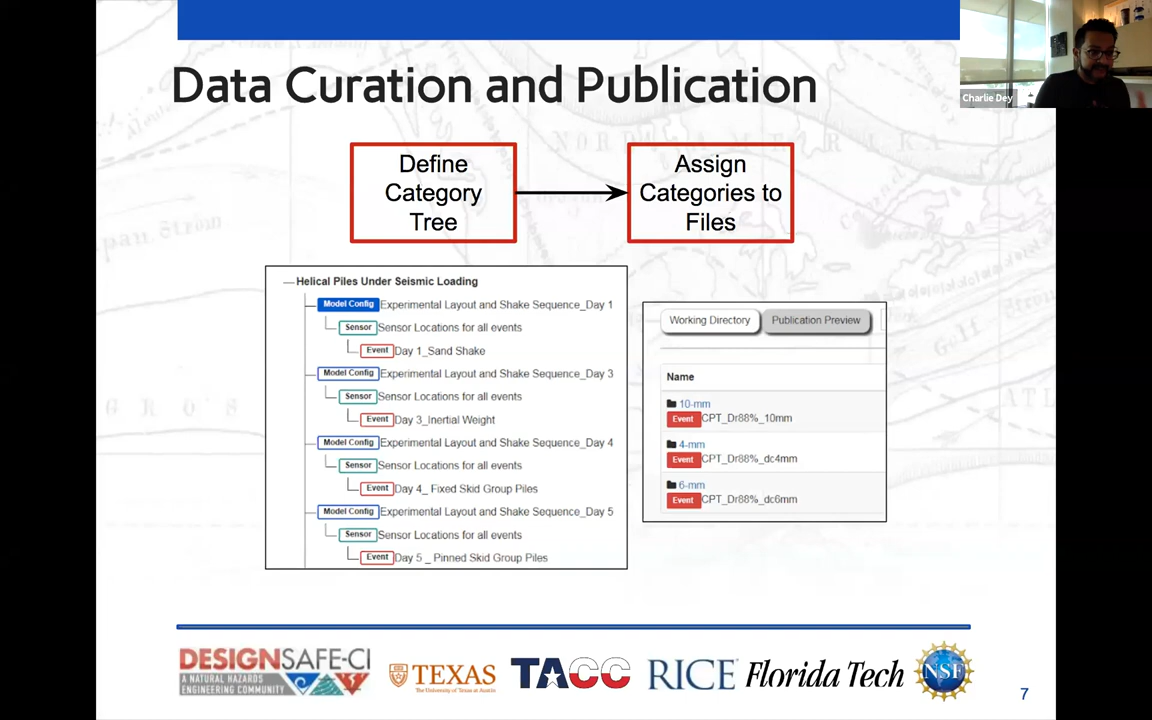 Charlie Dey
Data Curation and Publication
Define
Category
Tree
Assign
Categories to
Files
Helical Piles Under Seismic Loading
Model Config Experimental Layout and Shake Sequence_Day 1
Sensor Sensor Locations for all events
Event Day 1_Sand Shake
Model Config Experimental Layout and Shake Sequence_Day 3
Sensor Sensor Locations for all events
Event Day 3_Inertial Weight
Model Config Experimental Layout and Shake Sequence_Day 4
Sensor Sensor Locations for all events
Event Day 4_ Fixed Skid Group Piles
Model Config Experimental Layout and Shake Sequence_Day 5
Sensor Sensor Locations for all events
Event Day 5 _ Pinned Skid Group Piles
Working Directory Publication Preview
Name
10-mm
Event CPT_Dr88%_10mm
4-mm
Event CPT_Dr88%_dc4mm
6-mm
Event CPT_Dr88%_dc6mm
DESIGNSAFE-CI
A NATURAL HAZARDS
ENGINEERING COMMUNITY
TEXAS
The University of Texas at Austin
TACC
RICE
Florida Tech
NSF
7